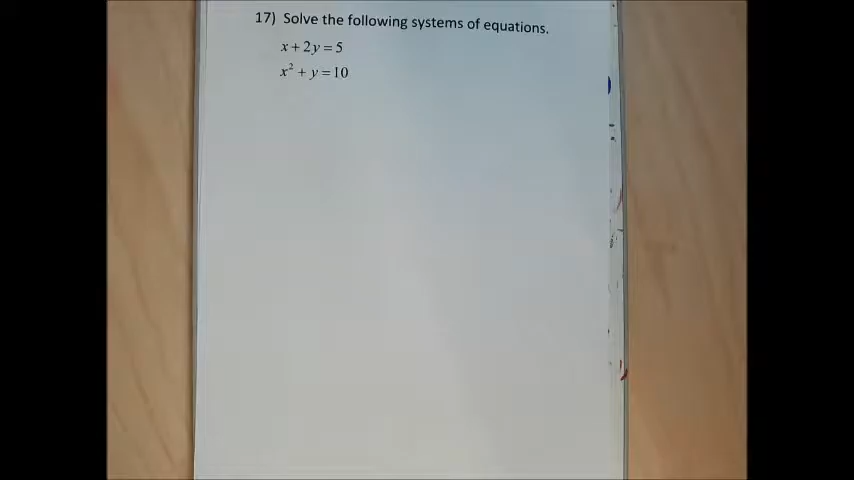 17) Solve the following systems of equations.
x + 2y = 5
x² + y = 10